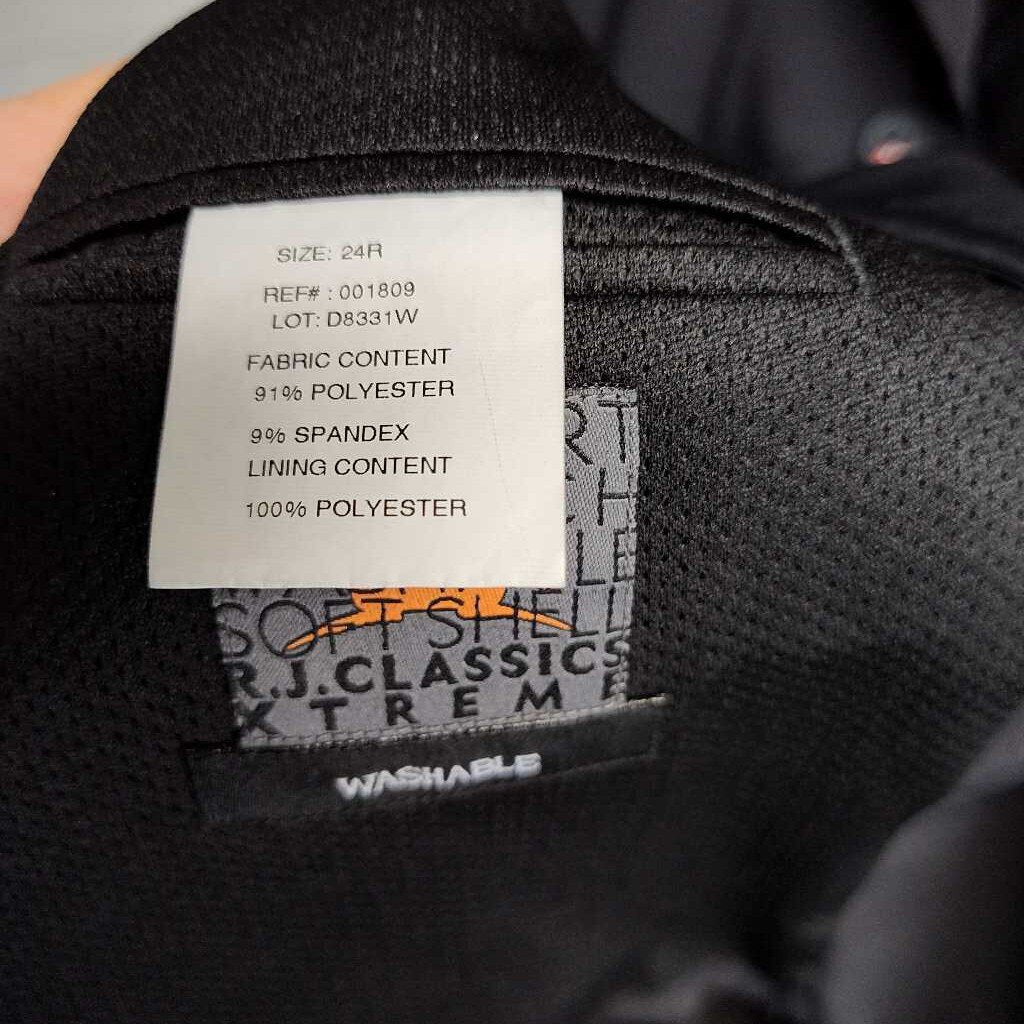 SIZE: 24R
REF# : 001809
LOT: D8331W
FABRIC CONTENT
91% POLYESTER
9% SPANDEX
LINING CONTENT
100% POLYESTER
SOFT SHELL
R.J.CLASSICS
XTREME
WASHABLE